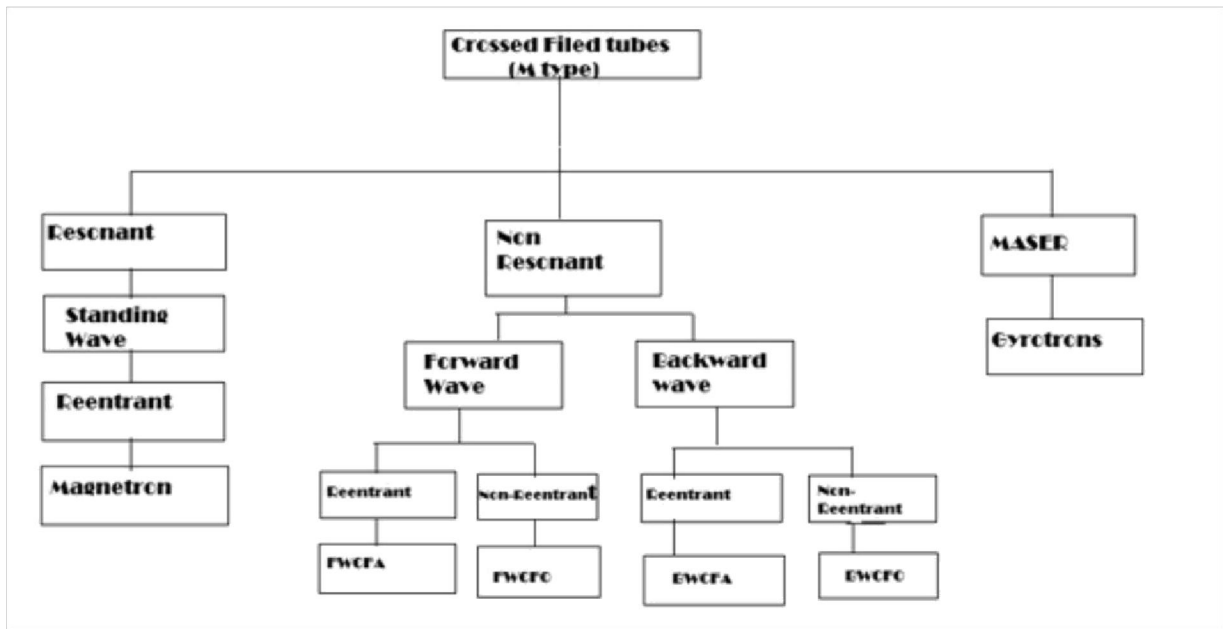 Crossed Filed tubes
(M type)
Resonant
Non
Resonant
MASER
Standing
Wave
Gyrotrons
Forward
Wave
Backward
wave
Reentrant
Magnetron
Reentrant
Non-Reentrant
Reentrant
Non-
Reentrant
FWCFA
FWCFO
BWCFA
BWCFO